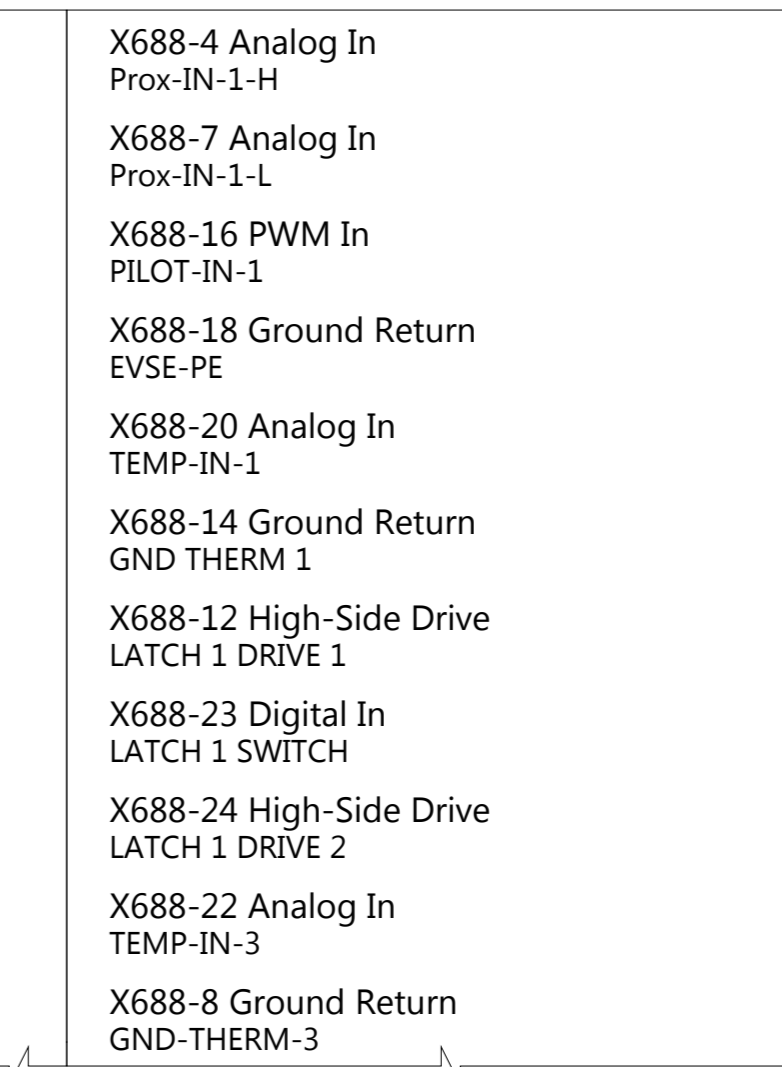 X688-4 Analog In
Prox-IN-1-H
X688-7 Analog In
Prox-IN-1-L
X688-16 PWM In
PILOT-IN-1
X688-18 Ground Return
EVSE-PE
X688-20 Analog In
TEMP-IN-1
X688-14 Ground Return
GND THERM 1
X688-12 High-Side Drive
LATCH 1 DRIVE 1
X688-23 Digital In
LATCH 1 SWITCH
X688-24 High-Side Drive
LATCH 1 DRIVE 2
X688-22 Analog In
TEMP-IN-3
X688-8 Ground Return
GND-THERM-3